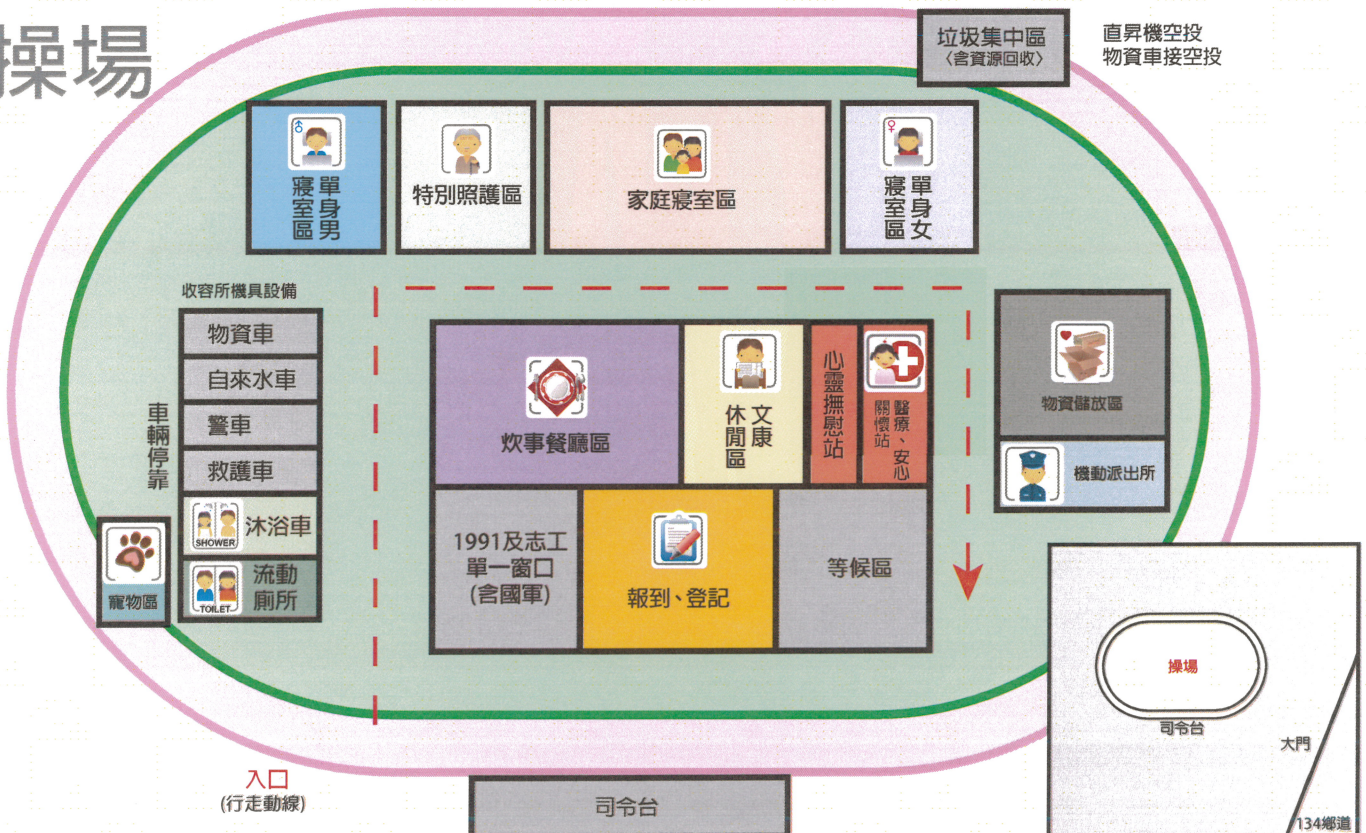 操場
垃圾集中區
〈含資源回收〉
直昇機空投
物資車接空投
單身男
寢室區
特別照護區
家庭寢室區
單身女
寢室區
收容所機具設備
物資車
自來水車
警車
救護車
SHOWER
沐浴車
TOILET
流動
廁所
車輛停靠
寵物區
炊事餐廳區
文康
休閒區
心靈撫慰站
醫療、安心
關懷站
物資儲放區
機動派出所
1991及志工
單一窗口
(含國軍)
報到、登記
等候區
入口
(行走動線)
司令台
操場
司令台
大門
134鄉道